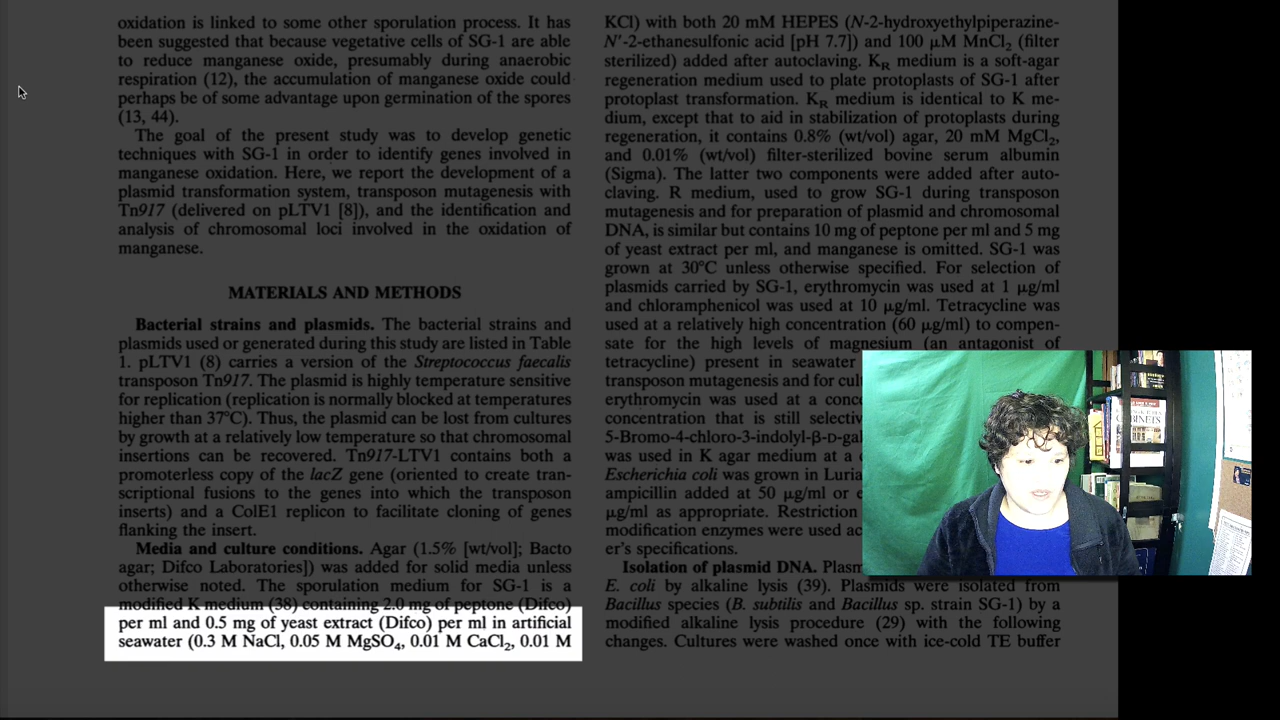 oxidation is linked to some other sporulation process. It has
been suggested that because vegetative cells of SG-1 are able
to reduce manganese oxide, presumably during anaerobic
respiration (12), the accumulation of manganese oxide could
perhaps be of some advantage upon germination of the spores
(13, 44).
The goal of the present study was to develop genetic
techniques with SG-1 in order to identify genes involved in
manganese oxidation. Here, we report the development of a
plasmid transformation system, transposon mutagenesis with
Tn917 (delivered on pLTV1 [8]), and the identification and
analysis of chromosomal loci involved in the oxidation of
manganese.
MATERIALS AND METHODS
Bacterial strains and plasmids. The bacterial strains and
plasmids used or generated during this study are listed in Table
1. pLTV1 (8) carries a version of the Streptococcus faecalis
transposon Tn917. The plasmid is highly temperature sensitive
for replication (replication is normally blocked at temperatures
higher than 37°C). Thus, the plasmid can be lost from cultures
by growth at a relatively low temperature so that chromosomal
insertions can be recovered. Tn917-LTV1 contains both a
promoterless copy of the lacZ gene (oriented to create tran-
scriptional fusions to the genes into which the transposon
inserts) and a ColE1 replicon to facilitate cloning of genes
flanking the insert.
Media and culture conditions. Agar (1.5% [wt/vol]; Bacto
agar; Difco Laboratories]) was added for solid media unless
otherwise noted. The sporulation medium for SG-1 is a
modified K medium (38) containing 2.0 mg of peptone (Difco)
per ml and 0.5 mg of yeast extract (Difco) per ml in artificial
seawater (0.3 M NaCl, 0.05 M MgSO₄, 0.01 M CaCl₂, 0.01 M
KCl) with both 20 mM HEPES (N-2-hydroxyethylpiperazine-
N'-2-ethanesulfonic acid [pH 7.7]) and 100 μM MnCl₂ (filter
sterilized) added after autoclaving. K_R medium is a soft-agar
regeneration medium used to plate protoplasts of SG-1 after
protoplast transformation. K_R medium is identical to K me-
dium, except that to aid in stabilization of protoplasts during
regeneration, it contains 0.8% (wt/vol) agar, 20 mM MgCl₂,
and 0.01% (wt/vol) filter-sterilized bovine serum albumin
(Sigma). The latter two components were added after auto-
claving. R medium, used to grow SG-1 during transposon
mutagenesis and for preparation of plasmid and chromosomal
DNA, is similar but contains 10 mg of peptone per ml and 5 mg
of yeast extract per ml, and manganese is omitted. SG-1 was
grown at 30°C unless otherwise specified. For selection of
plasmids carried by SG-1, erythromycin was used at 1 μg/ml
and chloramphenicol was used at 10 μg/ml. Tetracycline was
used at a relatively high concentration (60 μg/ml) to compen-
sate for the high levels of magnesium (an antagonist of
tetracycline) present in seawater
transposon mutagenesis and for cul
erythromycin was used at a conc
concentration that is still selectiv
5-Bromo-4-chloro-3-indolyl-β-D-gal
was used in K agar medium at a
Escherichia coli was grown in Luria
ampicillin added at 50 μg/ml or
μg/ml as appropriate. Restriction
modification enzymes were used ac
er's specifications.
Isolation of plasmid DNA. Plasm
E. coli by alkaline lysis (39). Plasmids were isolated from
Bacillus species (B. subtilis and Bacillus sp. strain SG-1) by a
modified alkaline lysis procedure (29) with the following
changes. Cultures were washed once with ice-cold TE buffer